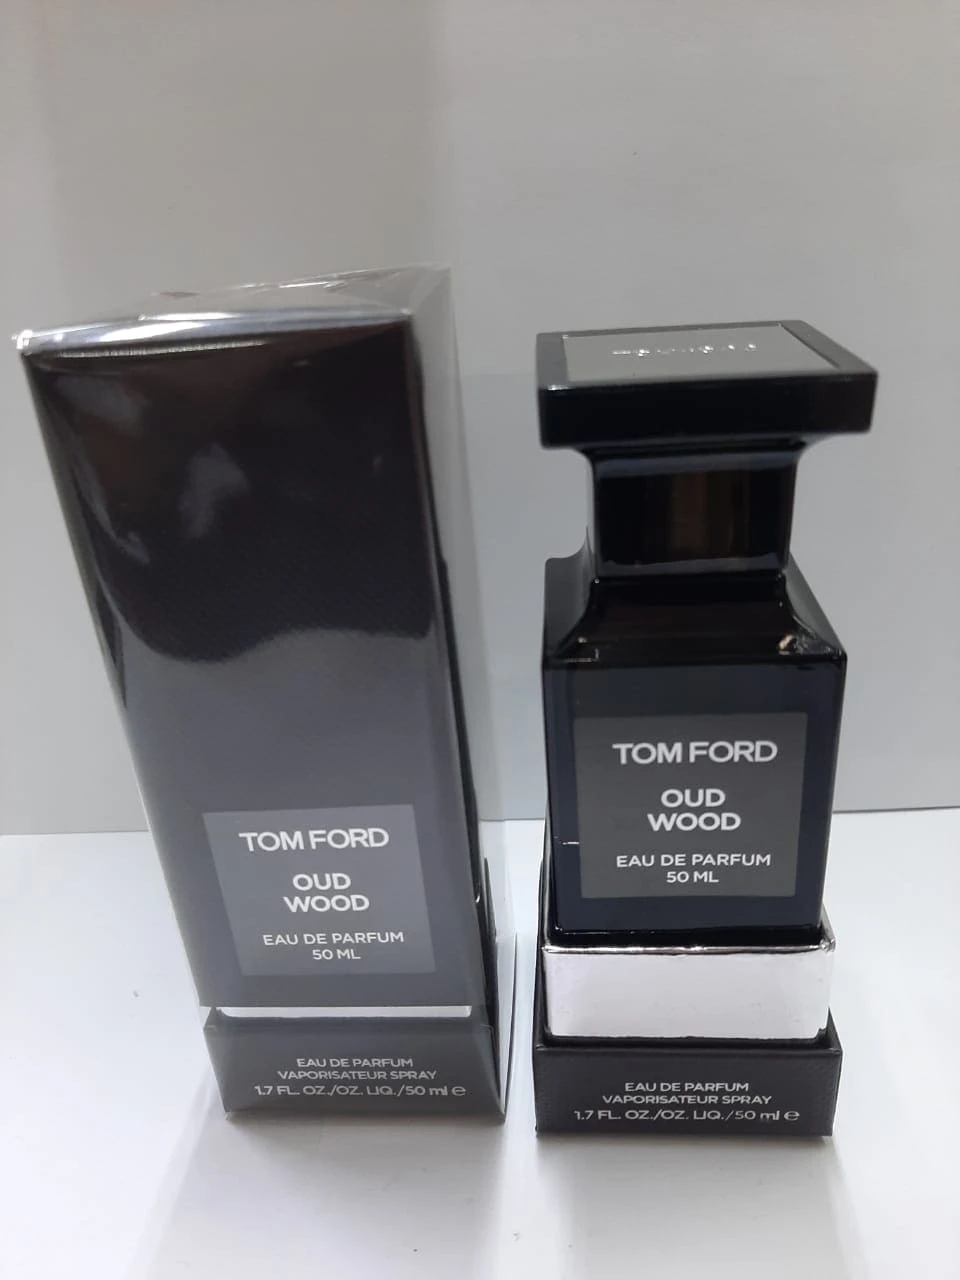 TOM FORD
OUD
WOOD
EAU DE PARFUM
50 ML
EAU DE PARFUM
VAPORISATEUR SPRAY
1.7 FL. OZ./OZ. LIQ./50 ml e
TOM FORD
OUD
WOOD
EAU DE PARFUM
50 ML
EAU DE PARFUM
VAPORISATEUR SPRAY
1.7 FL. OZ./OZ. LIQ./50 ml e